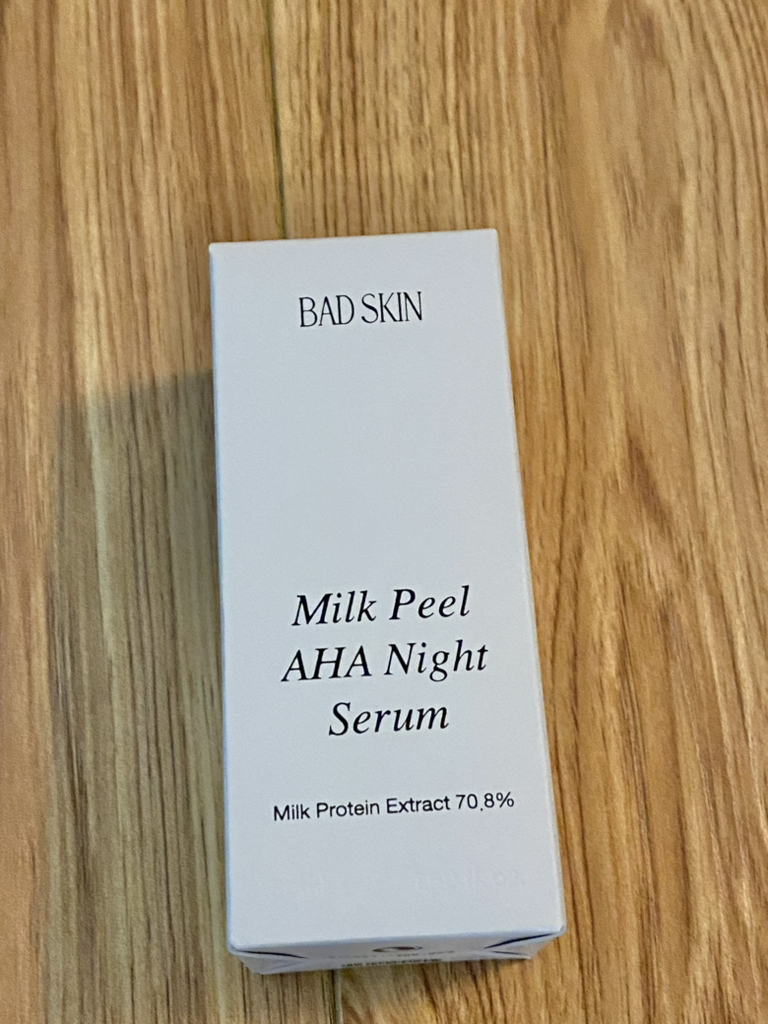 BAD SKIN
Milk Peel
AHA Night
Serum
Milk Protein Extract 70.8%